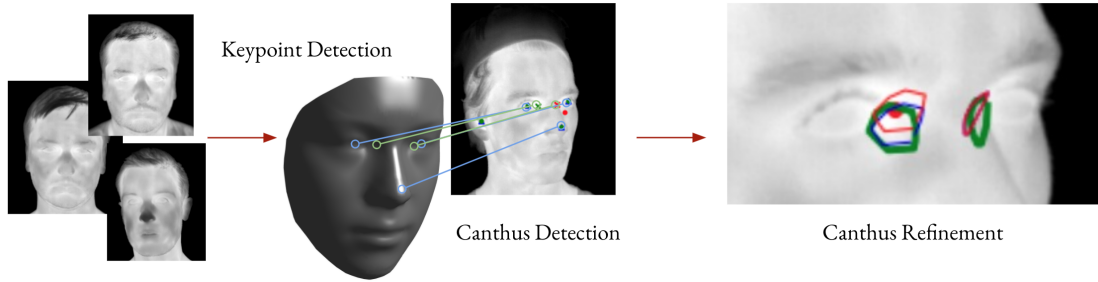 Keypoint Detection
Canthus Detection
Canthus Refinement